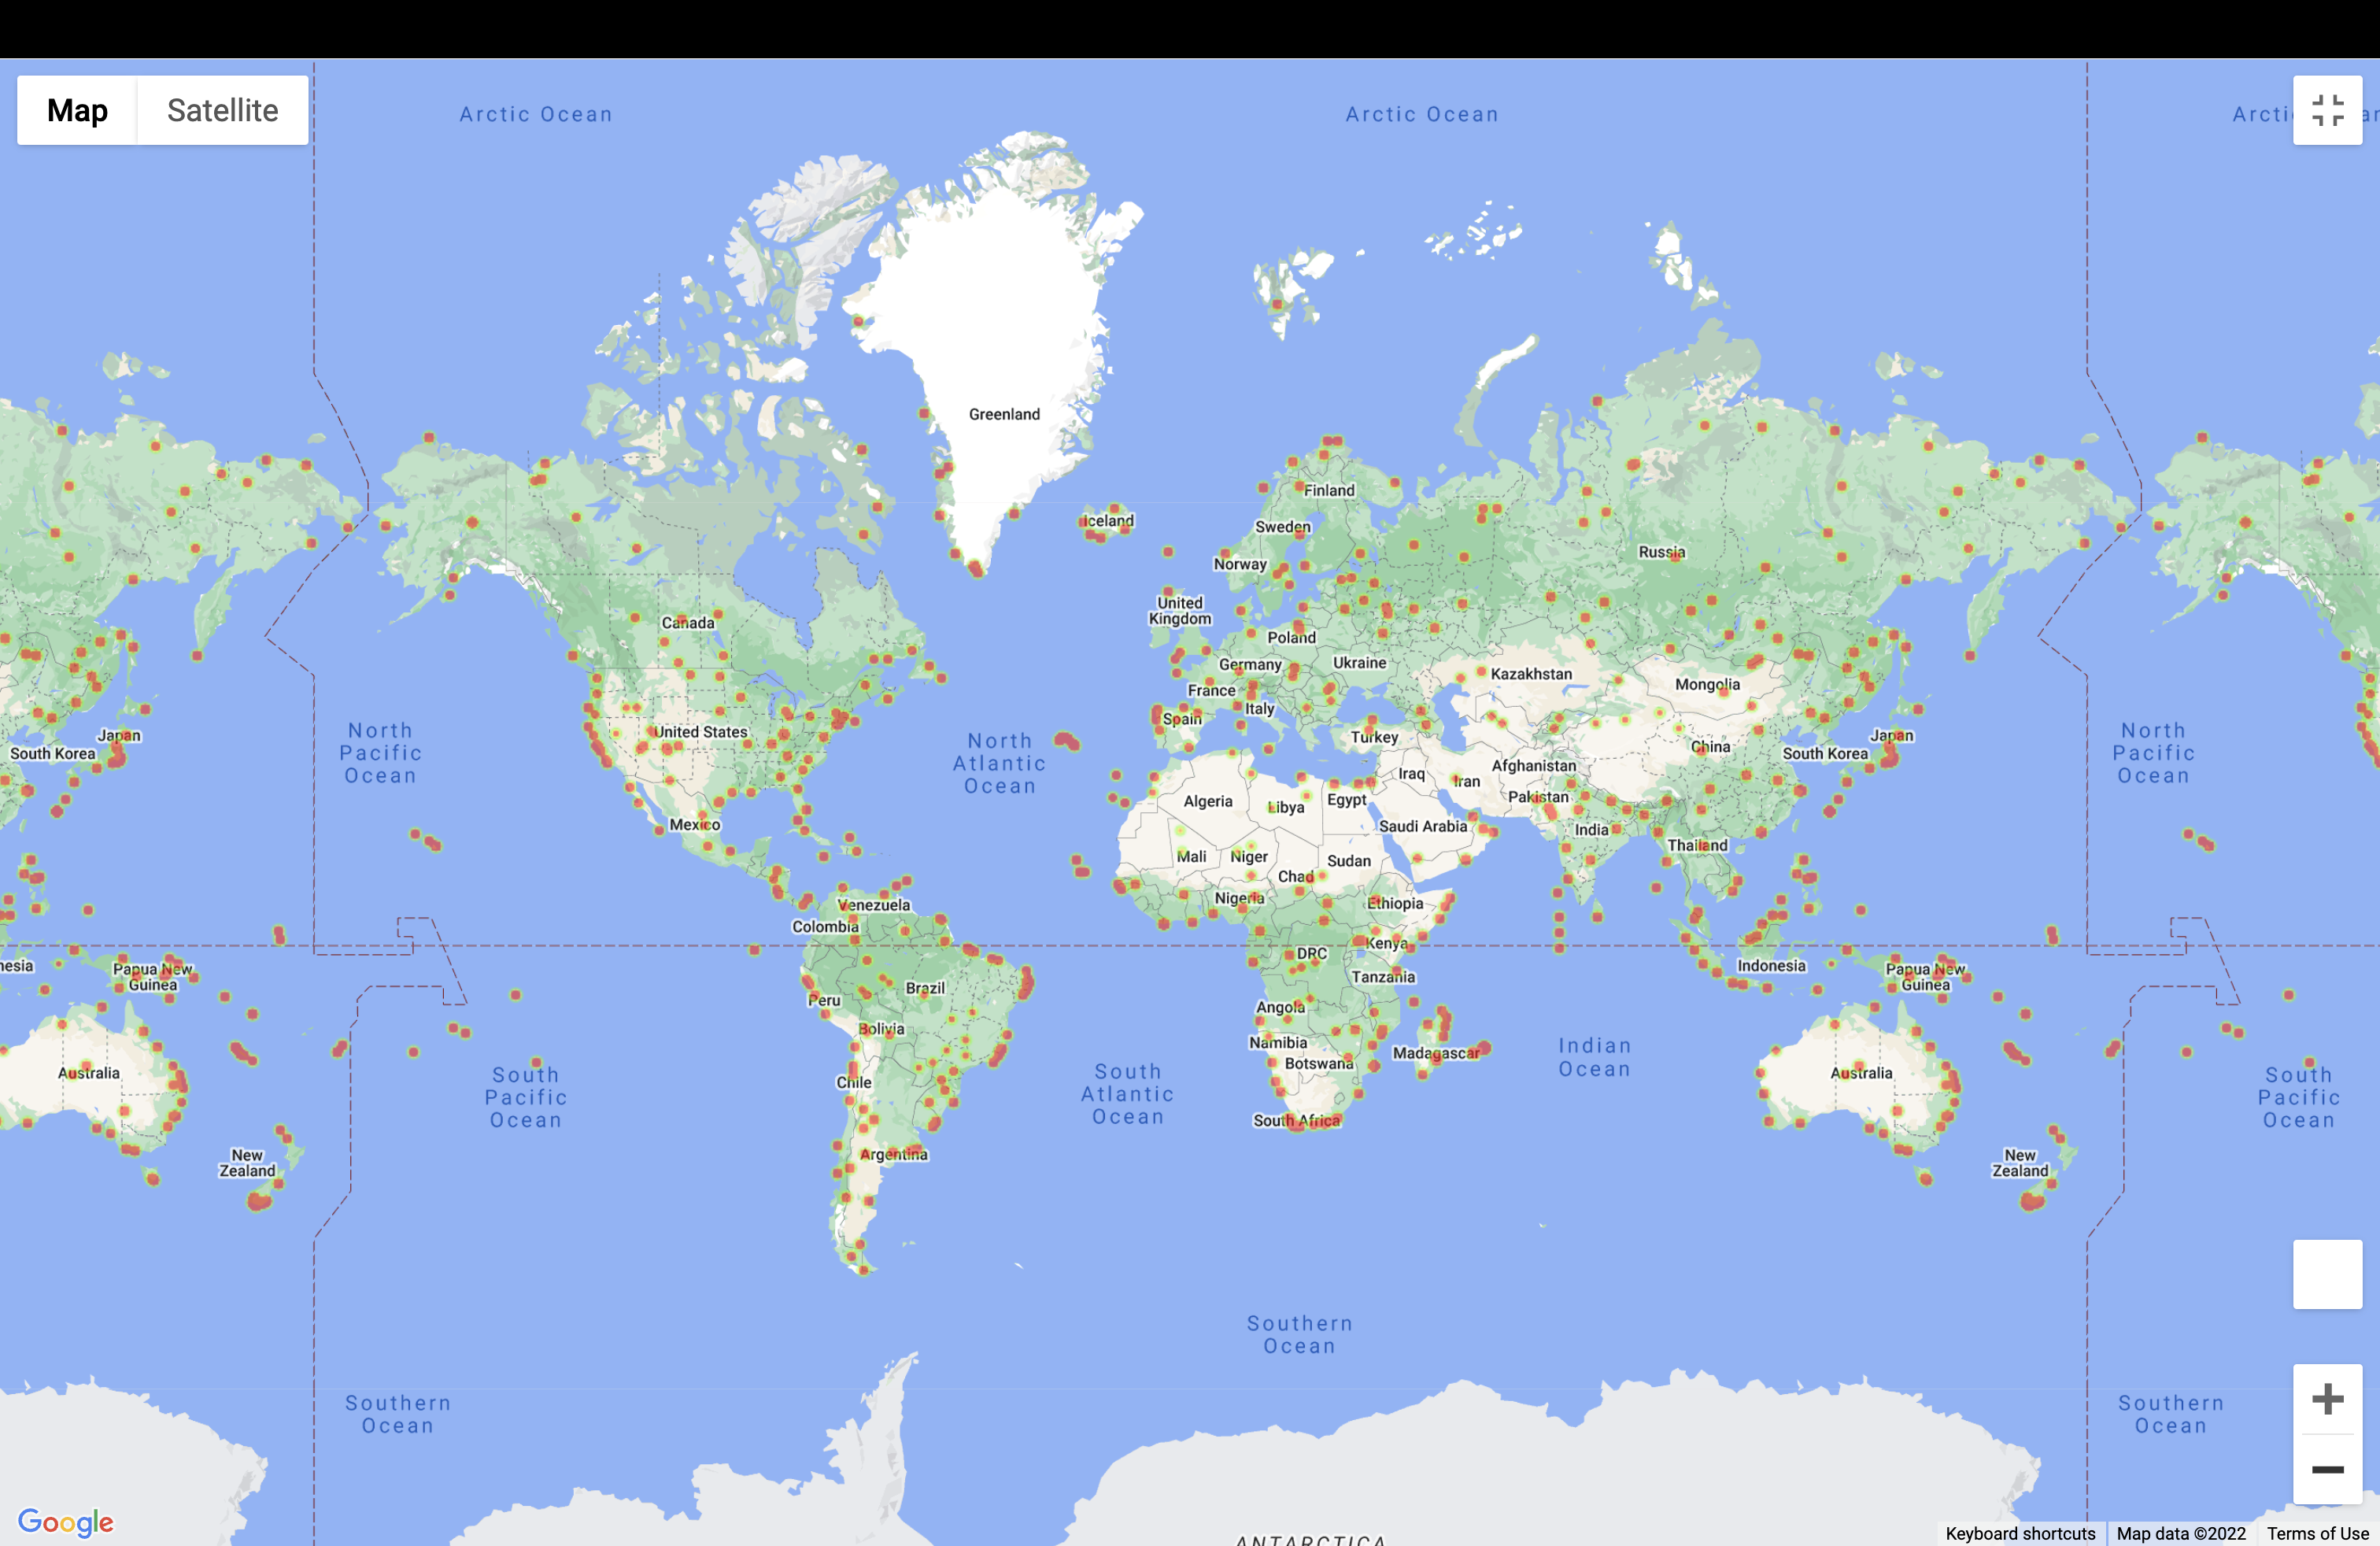 Map
Satellite
Arctic Ocean
Arctic Ocean
Greenland
Iceland
Finland
Sweden
Norway
Russia
United
Kingdom
Canada
Poland
Germany
Ukraine
Kazakhstan
Mongolia
France
Italy
Spain
United States
Turkey
China
Japan
South Korea
Japan
South Korea
North
Pacific
Ocean
North
Atlantic
Ocean
North
Pacific
Ocean
Afghanistan
Iraq
Iran
Algeria
Libya
Egypt
Pakistan
Mexico
Saudi Arabia
India
Thailand
Mali
Niger
Sudan
Chad
Nigeria
Ethiopia
Venezuela
Colombia
Kenya
DRC
Indonesia
Papua New
Guinea
Papua New
Guinea
Tanzania
Brazil
Peru
Angola
Bolivia
Namibia
Botswana
Madagascar
Indian
Ocean
Australia
Australia
South
Pacific
Ocean
Chile
South
Atlantic
Ocean
South
Pacific
Ocean
South Africa
Argentina
New
Zealand
New
Zealand
Southern
Ocean
Southern
Ocean
Southern
Ocean
ANTARCTICA
Google
Keyboard shortcuts
Map data ©2022
Terms of Use